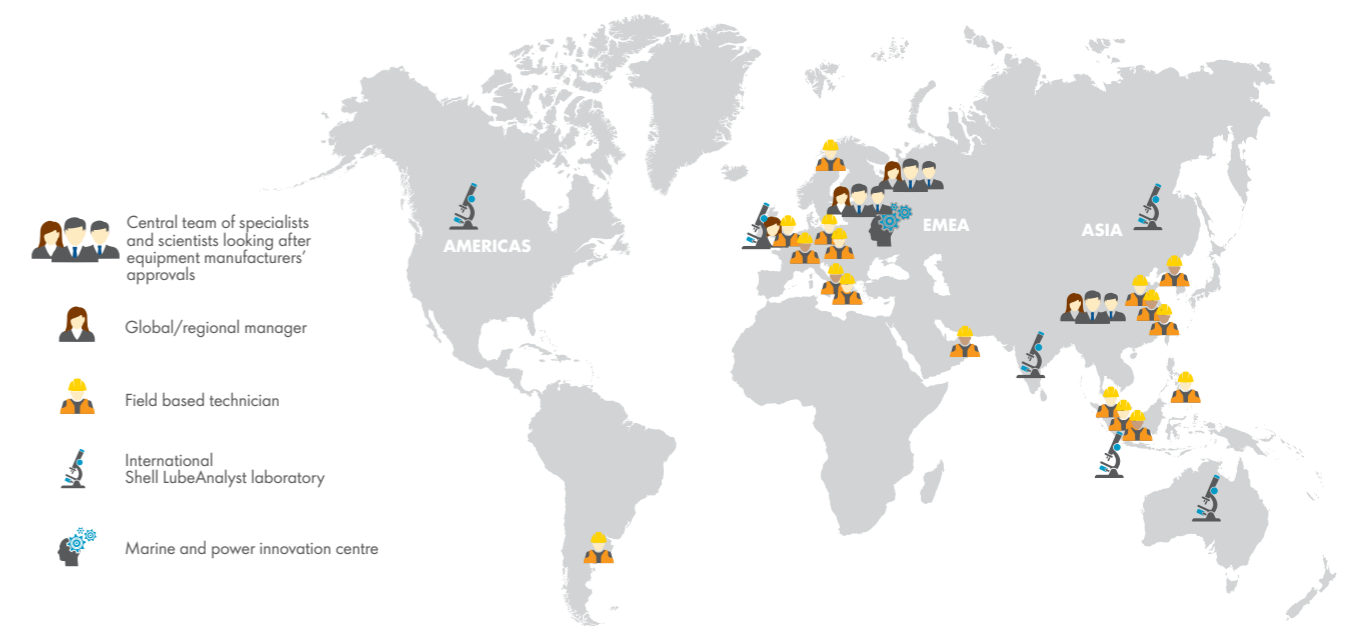 Central team of specialists
and scientists looking after
equipment manufacturers’
approvals
Global/regional manager
Field based technician
International
Shell LubeAnalyst laboratory
Marine and power innovation centre
AMERICAS
EMEA
ASIA